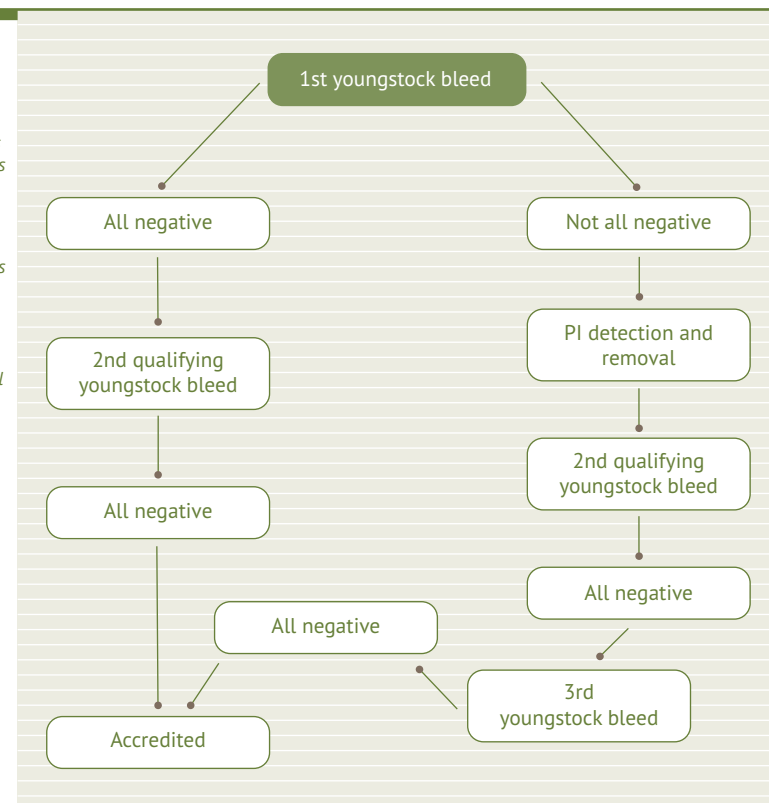 1st youngstock bleed
All negative
Not all negative
PI detection and
removal
2nd qualifying
youngstock bleed
2nd qualifying
youngstock bleed
All negative
All negative
All negative
3rd
youngstock bleed
Accredited